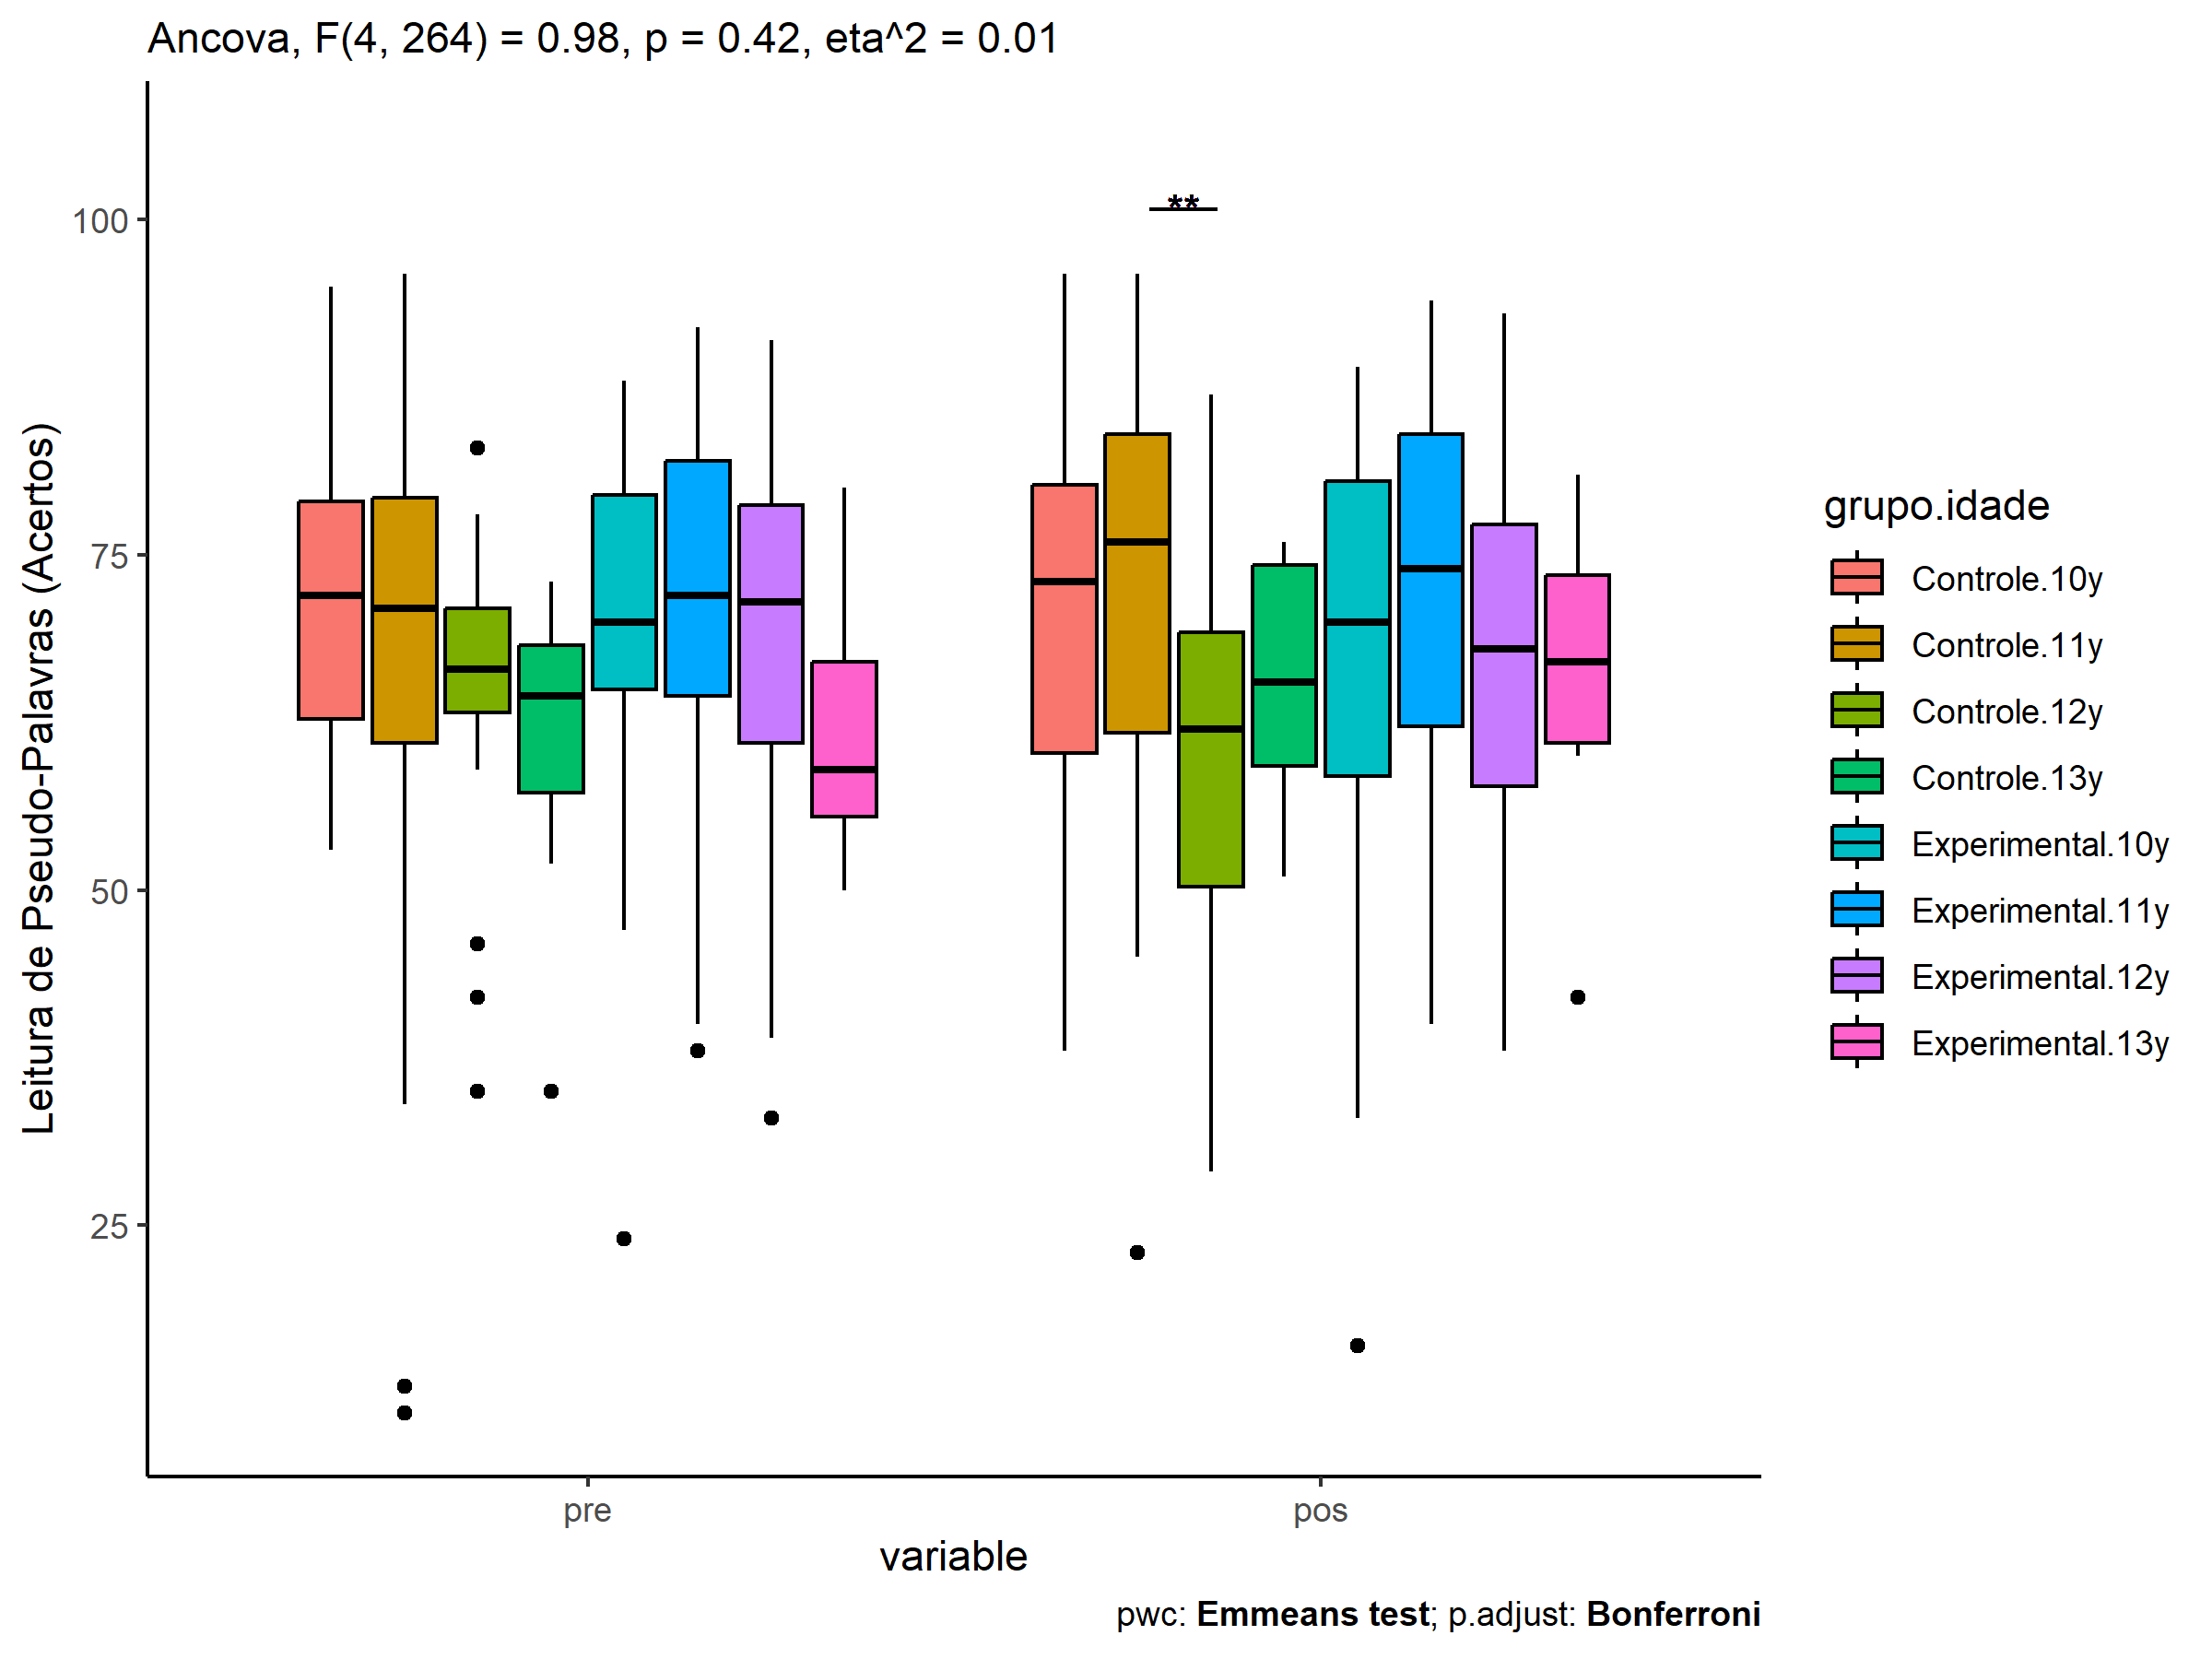 Ancova, F(4, 264) = 0.98, p = 0.42, eta^2 = 0.01
**
100
75
50
25
Leitura de Pseudo-Palavras (Acertos)
pre
pos
variable
grupo.idade
Controle.10y
Controle.11y
Controle.12y
Controle.13y
Experimental.10y
Experimental.11y
Experimental.12y
Experimental.13y
pwc: Emmeans test; p.adjust: Bonferroni